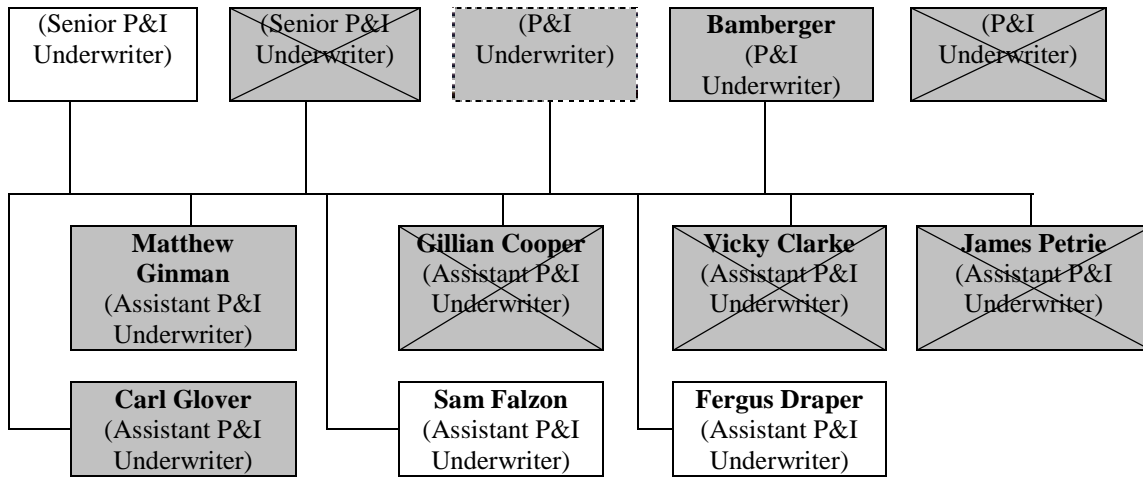 (Senior P&I
Underwriter)
(Senior P&I
Underwriter)
(P&I
Underwriter)
Bamberger
(P&I
Underwriter)
(P&I
Underwriter)
Matthew
Ginman
(Assistant P&I
Underwriter)
Gillian Cooper
(Assistant P&I
Underwriter)
Vicky Clarke
(Assistant P&I
Underwriter)
James Petrie
(Assistant P&I
Underwriter)
Carl Glover
(Assistant P&I
Underwriter)
Sam Falzon
(Assistant P&I
Underwriter)
Fergus Draper
(Assistant P&I
Underwriter)